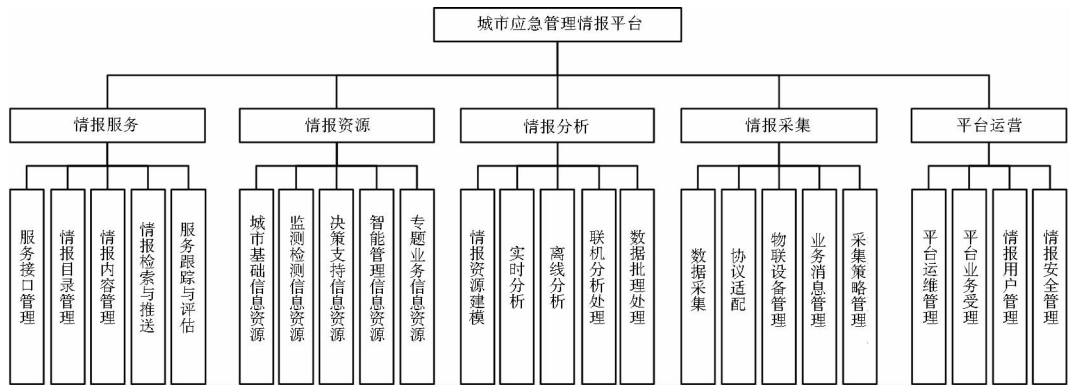 城市应急管理情报平台
情报服务
情报资源
情报分析
情报采集
平台运营
服务接口管理
情报目录管理
情报内容管理
情报检索与推送
服务跟踪与评估
城市基础信息资源
监测检测信息资源
决策支持信息资源
智能管理信息资源
专题业务信息资源
情报资源建模
实时分析
离线分析
联机分析处理
数据批理处理
数据采集
协议适配
物联设备管理
业务消息管理
采集策略管理
平台运维管理
平台业务受理
情报用户管理
情报安全管理